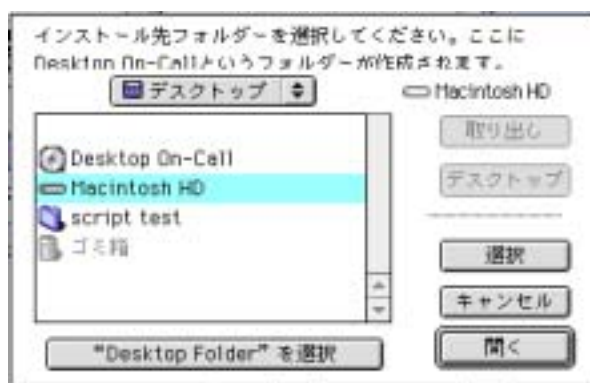 インストール先フォルダーを選択してください。ここに
Desktop On-Callというフォルダーが作成されます。
デスクトップ
Macintosh HD
取り出し
Desktop On-Call
デスクトップ
Macintosh HD
script test
ゴミ箱
選択
キャンセル
"Desktop Folder" を選択
開く